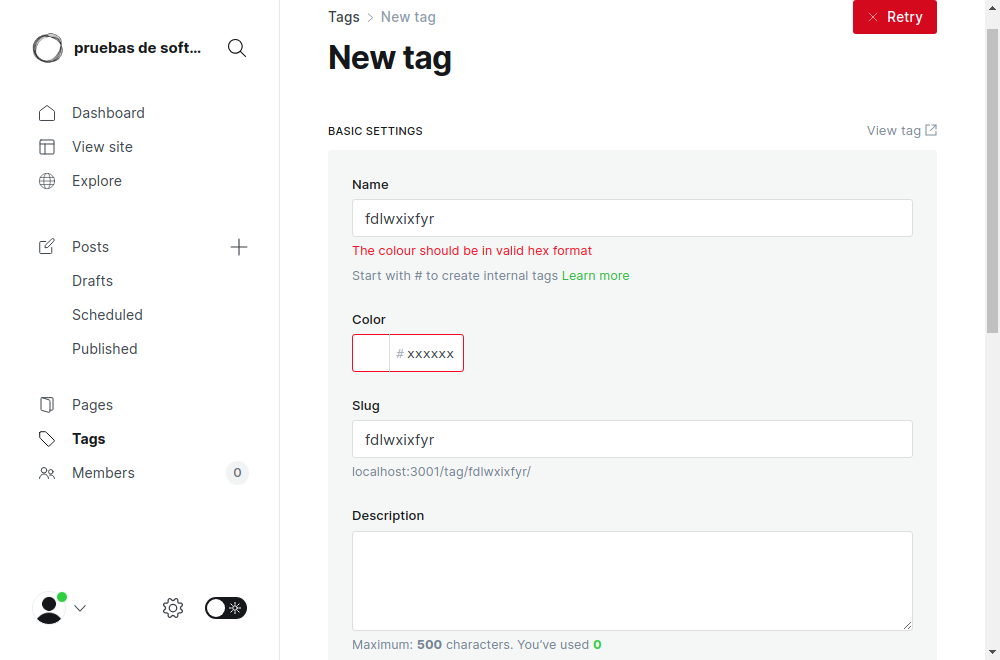 pruebas de soft...
Dashboard
View site
Explore
Posts
Drafts
Scheduled
Published
Pages
Tags
Members 0
Tags > New tag
Retry
New tag
BASIC SETTINGS
View tag
Name
fdlwxixfyr
The colour should be in valid hex format
Start with # to create internal tags Learn more
Color
# xxxxxx
Slug
fdlwxixfyr
localhost:3001/tag/fdlwxixfyr/
Description
Maximum: 500 characters. You’ve used 0